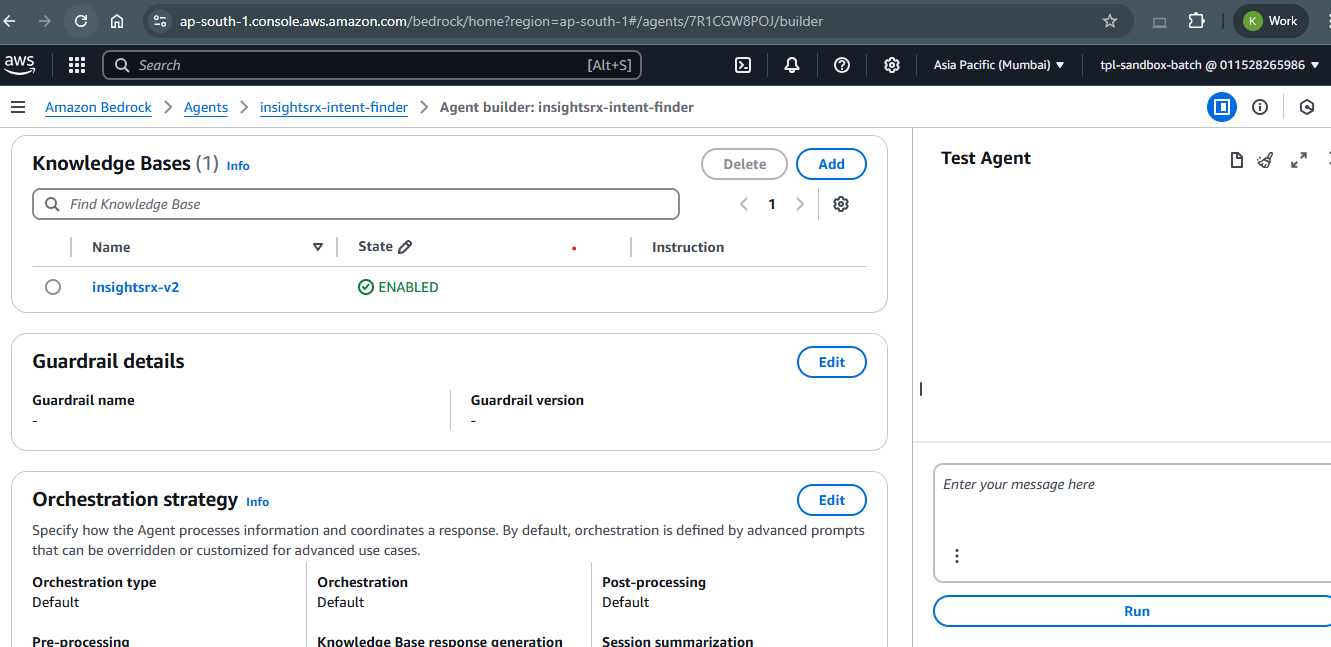 ap-south-1.console.aws.amazon.com/bedrock/home?region=ap-south-1#/agents/7R1CGW8POJ/builder
K Work
aws
Search [Alt+S]
Asia Pacific (Mumbai) tpl-sandbox-batch @ 011528265986
Amazon Bedrock > Agents > insightsrx-intent-finder > Agent builder: insightsrx-intent-finder
Knowledge Bases (1) Info
Delete Add
Find Knowledge Base
1
Name State Instruction
insightsrx-v2 ENABLED
Guardrail details
Edit
Guardrail name Guardrail version
- -
Orchestration strategy Info
Edit
Specify how the Agent processes information and coordinates a response. By default, orchestration is defined by advanced prompts
that can be overridden or customized for advanced use cases.
Orchestration type Orchestration Post-processing
Default Default Default
Pre-processing Knowledge Base response generation Session summarization
Test Agent
Enter your message here
Run